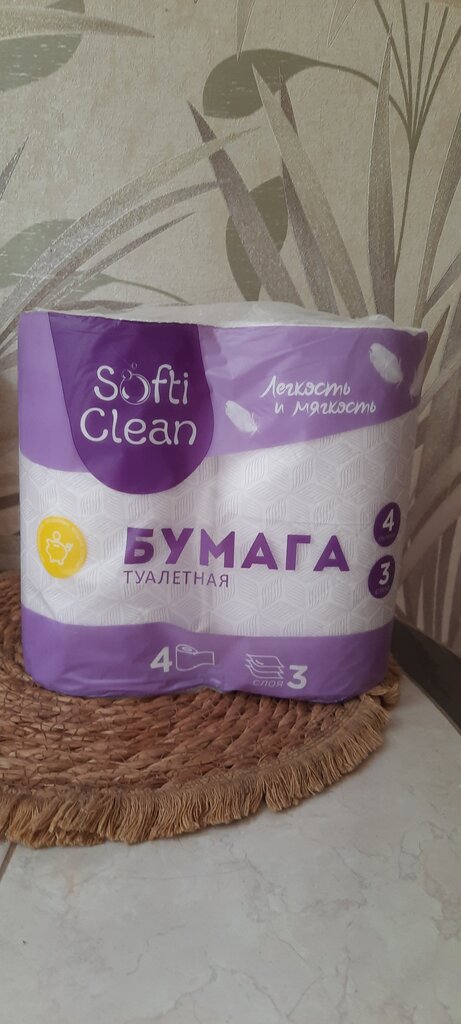 Softi
Clean
Легкость
и мягкость
БУМАГА
ТУАЛЕТНАЯ
4
3
4
СЛОЯ 3